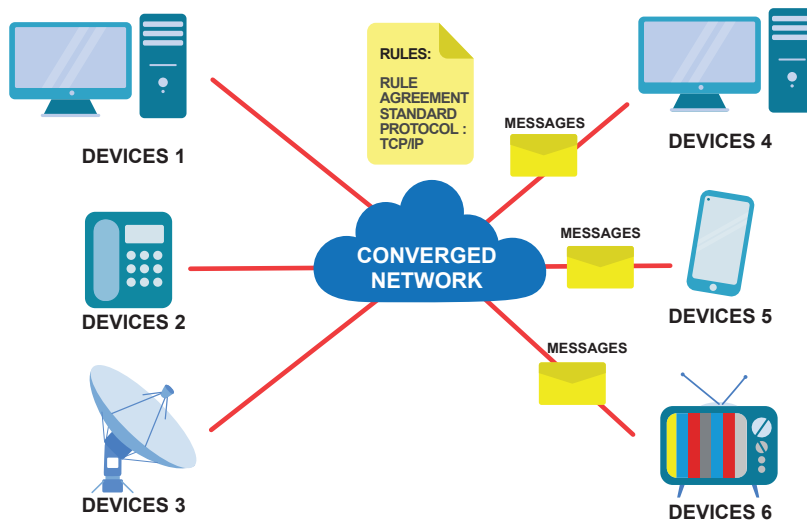 RULES:
RULE
AGREEMENT
STANDARD
PROTOCOL :
TCP/IP
DEVICES 1
DEVICES 2
DEVICES 3
CONVERGED
NETWORK
MESSAGES
DEVICES 4
MESSAGES
DEVICES 5
MESSAGES
DEVICES 6